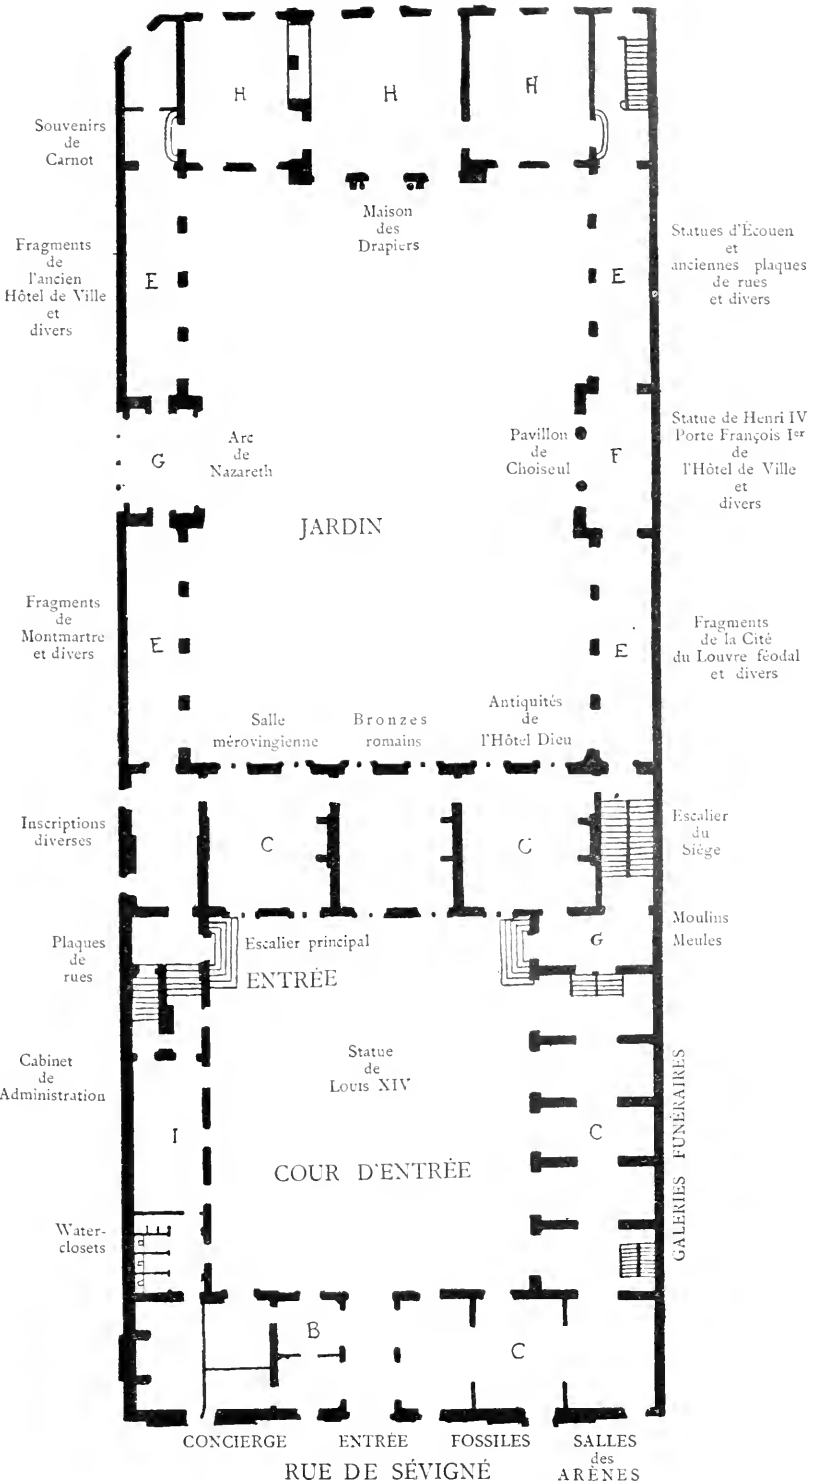 H
H
H
Souvenirs
de
Carnot
Maison
des
Drapiers
Fragments
de
l'ancien
Hôtel de Ville
et
divers
E
E
Statues d'Écouen
et
anciennes plaques
de rues
et divers
G
Arc
de
Nazareth
Pavillon
de
Choiseul
F
Statue de Henri IV
Porte François Ier
de
l'Hôtel de Ville
et
divers
JARDIN
Fragments
de
Montmartre
et divers
E
E
Fragments
de la Cité
du Louvre féodal
et divers
Salle
mérovingienne
Bronzes
romains
Antiquités
de
l'Hôtel Dieu
Inscriptions
diverses
C
C
Escalier
du
Siége
Plaques
de
rues
Escalier principal
ENTRÉE
G
Moulins
Meules
Cabinet
de
Administration
Statue
de
Louis XIV
I
C
GALERIES FUNÉRAIRES
COUR D'ENTRÉE
Water-
closets
B
C
CONCIERGE
ENTRÉE
FOSSILES
SALLES
des
ARÈNES
RUE DE SÉVIGNÉ